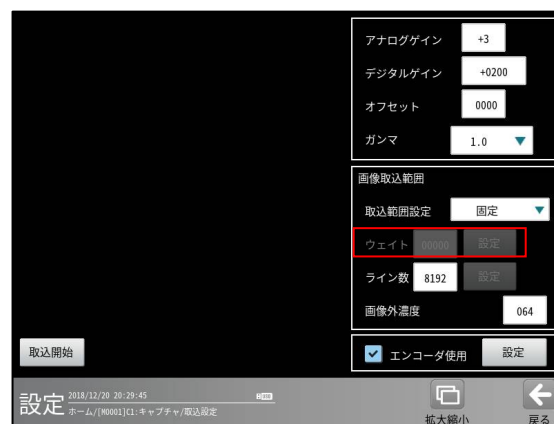 アナログゲイン +3
デジタルゲイン +0200
オフセット 0000
ガンマ 1.0
画像取込範囲
取込範囲設定 固定
ウェイト 00000 設定
ライン数 8192 設定
画像外濃度 064
取込開始
エンコーダ使用 設定
設定
2018/12/20 20:29:45
ホーム/[M0001]C1:キャプチャ/取込設定
拡大縮小
戻る